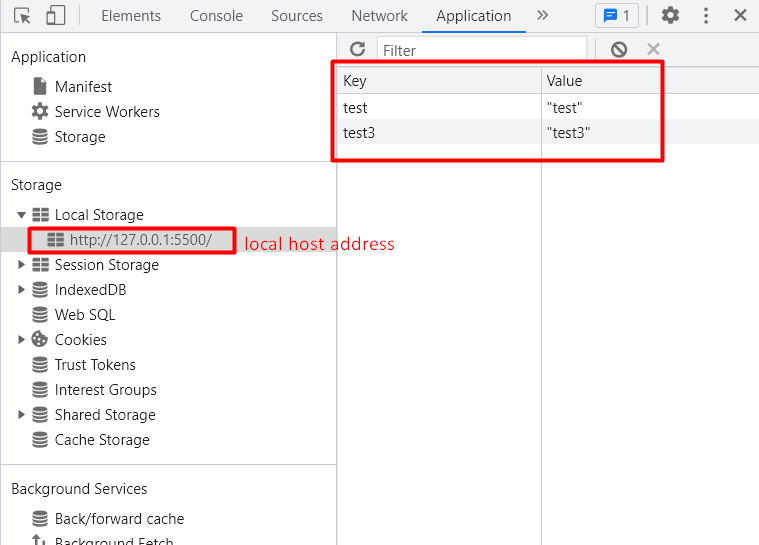 Elements Console Sources Network Application » 1
Filter
Application
Manifest
Service Workers
Storage
Key Value
test "test"
test3 "test3"
Storage
Local Storage
http://127.0.0.1:5500/ local host address
Session Storage
IndexedDB
Web SQL
Cookies
Trust Tokens
Interest Groups
Shared Storage
Cache Storage
Background Services
Back/forward cache
Background Fetch